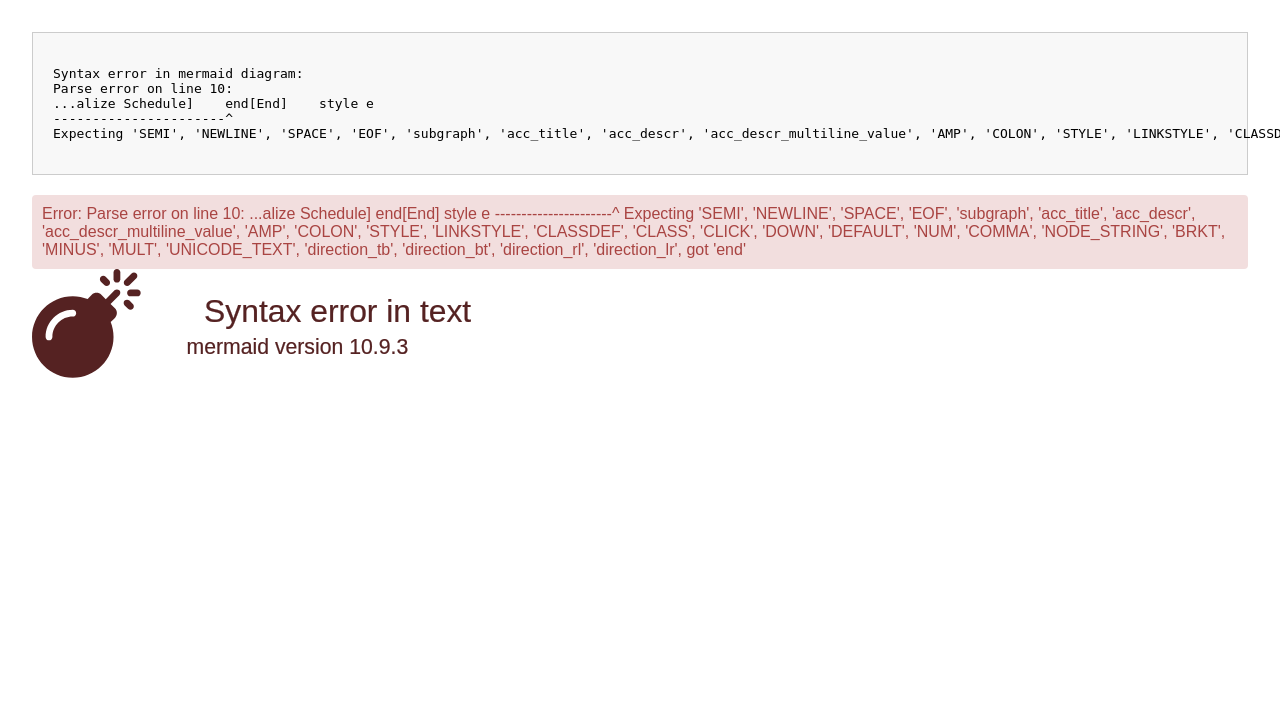 Syntax error in mermaid diagram:
Parse error on line 10:
...alize Schedule]    end[End]    style e
----------------------^
Expecting 'SEMI', 'NEWLINE', 'SPACE', 'EOF', 'subgraph', 'acc_title', 'acc_descr', 'acc_descr_multiline_value', 'AMP', 'COLON', 'STYLE', 'LINKSTYLE', 'CLASSD
Error: Parse error on line 10: ...alize Schedule] end[End] style e ----------------------^ Expecting 'SEMI', 'NEWLINE', 'SPACE', 'EOF', 'subgraph', 'acc_title', 'acc_descr',
'acc_descr_multiline_value', 'AMP', 'COLON', 'STYLE', 'LINKSTYLE', 'CLASSDEF', 'CLASS', 'CLICK', 'DOWN', 'DEFAULT', 'NUM', 'COMMA', 'NODE_STRING', 'BRKT',
'MINUS', 'MULT', 'UNICODE_TEXT', 'direction_tb', 'direction_bt', 'direction_rl', 'direction_lr', got 'end'
Syntax error in text
mermaid version 10.9.3